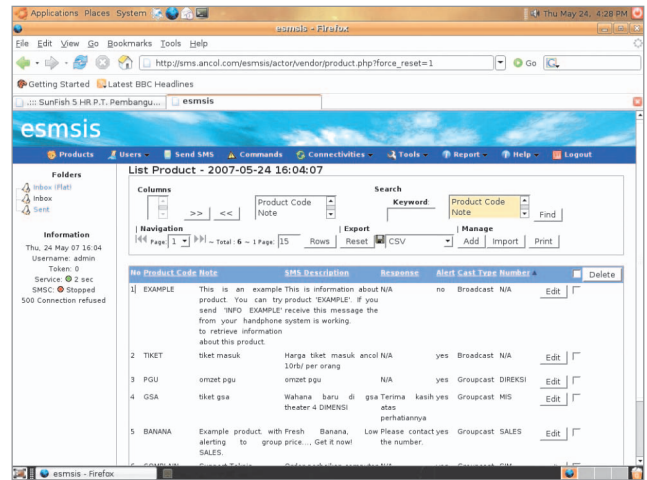 Applications Places System
Thu May 24, 4:28 PM
esmsis - Firefox
File Edit View Go Bookmarks Tools Help
http://sms.ancol.com/esmsis/actor/vendor/product.php?force_reset=1
Go
Getting Started Latest BBC Headlines
.::: SunFish 5 HR P.T. Pembangu...
esmsis
esmsis
Products Users Send SMS Commands Connectivities Tools Report Help Logout
Folders
Inbox (Flat)
Inbox
Sent
Information
Thu, 24 May 07 16:04
Username: admin
Token: 0
Service: 2 sec
SMSC: Stopped
500 Connection refused
List Product - 2007-05-24 16:04:07
Columns
>> <<
Product Code
Note
Search
Keyword:
Product Code
Note
Find
| Navigation
Page: 1 ~ Total : 6 ~ 1 Page: 15 Rows
| Export
Reset CSV
| Manage
Add Import Print
No Product Code Note SMS Description Response Alert Cast Type Number Delete
1 EXAMPLE This is an example product. You can try send 'INFO EXAMPLE' from your handphone to retrieve information about this product. This is information about product 'EXAMPLE'. If you receive this message the system is working. N/A no Broadcast N/A Edit
2 TIKET tiket masuk Harga tiket masuk ancol 10rb/ per orang N/A yes Broadcast N/A Edit
3 PGU omzet pgu omzet pgu N/A yes Groupcast DIREKSI Edit
4 GSA tiket gsa Wahana baru di gsa theater 4 DIMENSI Terima kasih atas perhatiannya yes Groupcast MIS Edit
5 BANANA Example product. with alerting to group SALES. Fresh Banana, Low price..., Get it now! Please contact the number. yes Groupcast SALES Edit
esmsis - Firefox